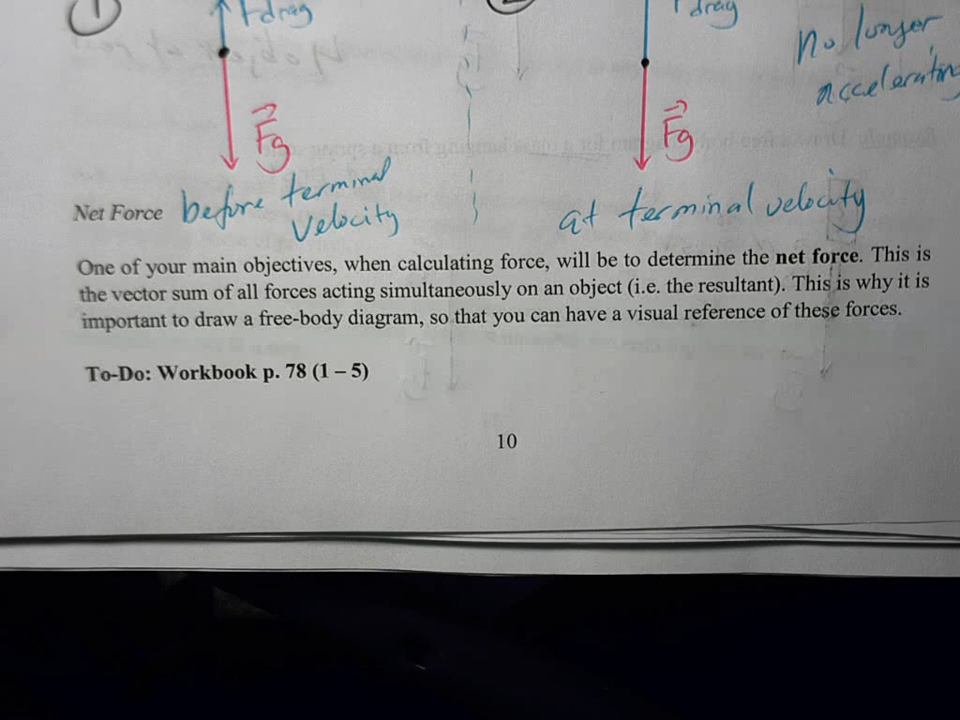 1
drag
drag
no longer
accelerating
Fg
Fg
before terminal
velocity
at terminal velocity
Net Force
One of your main objectives, when calculating force, will be to determine the net force. This is
the vector sum of all forces acting simultaneously on an object (i.e. the resultant). This is why it is
important to draw a free-body diagram, so that you can have a visual reference of these forces.
To-Do: Workbook p. 78 (1 – 5)
10